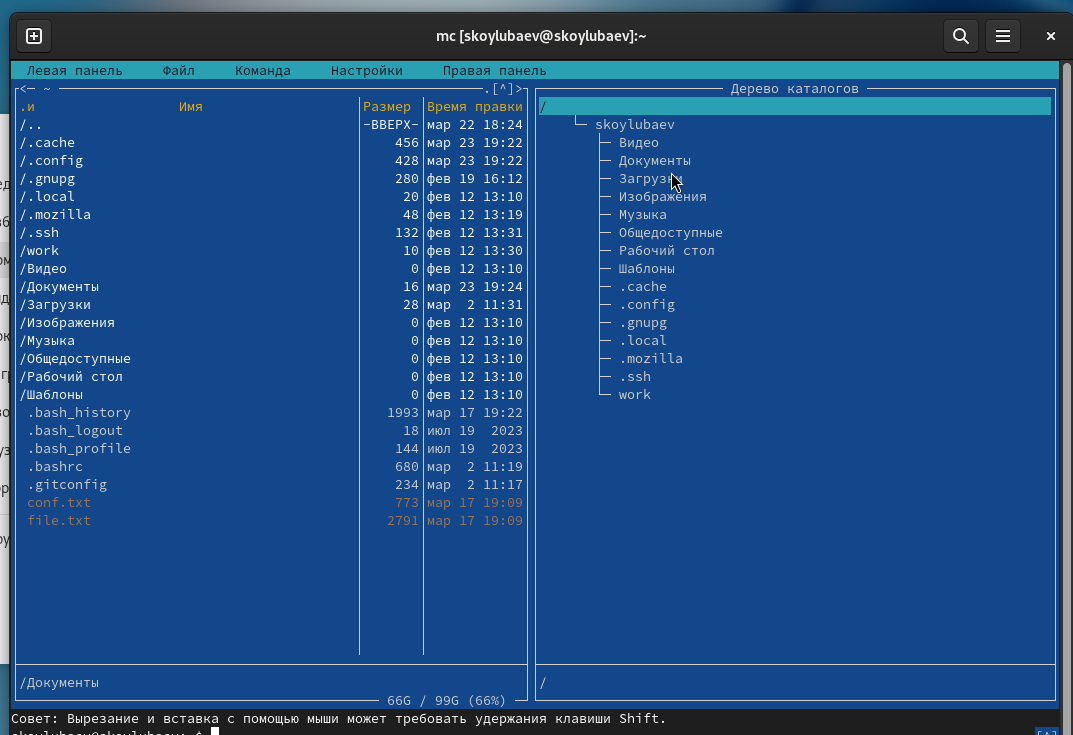 mc [skoylubaev@skoylubaev]:~
Левая панель Файл Команда Настройки Правая панель
<─ ~ .[^]>
.и Имя Размер Время правки
/.. -ВВЕРХ- мар 22 18:24
/.cache 456 мар 23 19:22
/.config 428 мар 23 19:22
/.gnupg 280 фев 19 16:12
/.local 20 фев 12 13:10
/.mozilla 48 фев 12 13:19
/.ssh 132 фев 12 13:31
/work 10 фев 12 13:30
/Видео 0 фев 12 13:10
/Документы 16 мар 23 19:24
/Загрузки 28 мар 2 11:31
/Изображения 0 фев 12 13:10
/Музыка 0 фев 12 13:10
/Общедоступные 0 фев 12 13:10
/Рабочий стол 0 фев 12 13:10
/Шаблоны 0 фев 12 13:10
.bash_history 1993 мар 17 19:22
.bash_logout 18 июл 19 2023
.bash_profile 144 июл 19 2023
.bashrc 680 мар 2 11:19
.gitconfig 234 мар 2 11:17
conf.txt 773 мар 17 19:09
file.txt 2791 мар 17 19:09
/Документы
66G / 99G (66%)
Дерево каталогов
/
skoylubaev
Видео
Документы
Загрузки
Изображения
Музыка
Общедоступные
Рабочий стол
Шаблоны
.cache
.config
.gnupg
.local
.mozilla
.ssh
work
/
Совет: Вырезание и вставка с помощью мыши может требовать удержания клавиши Shift.
skoylubaev@skoylubaev:~$
[^]